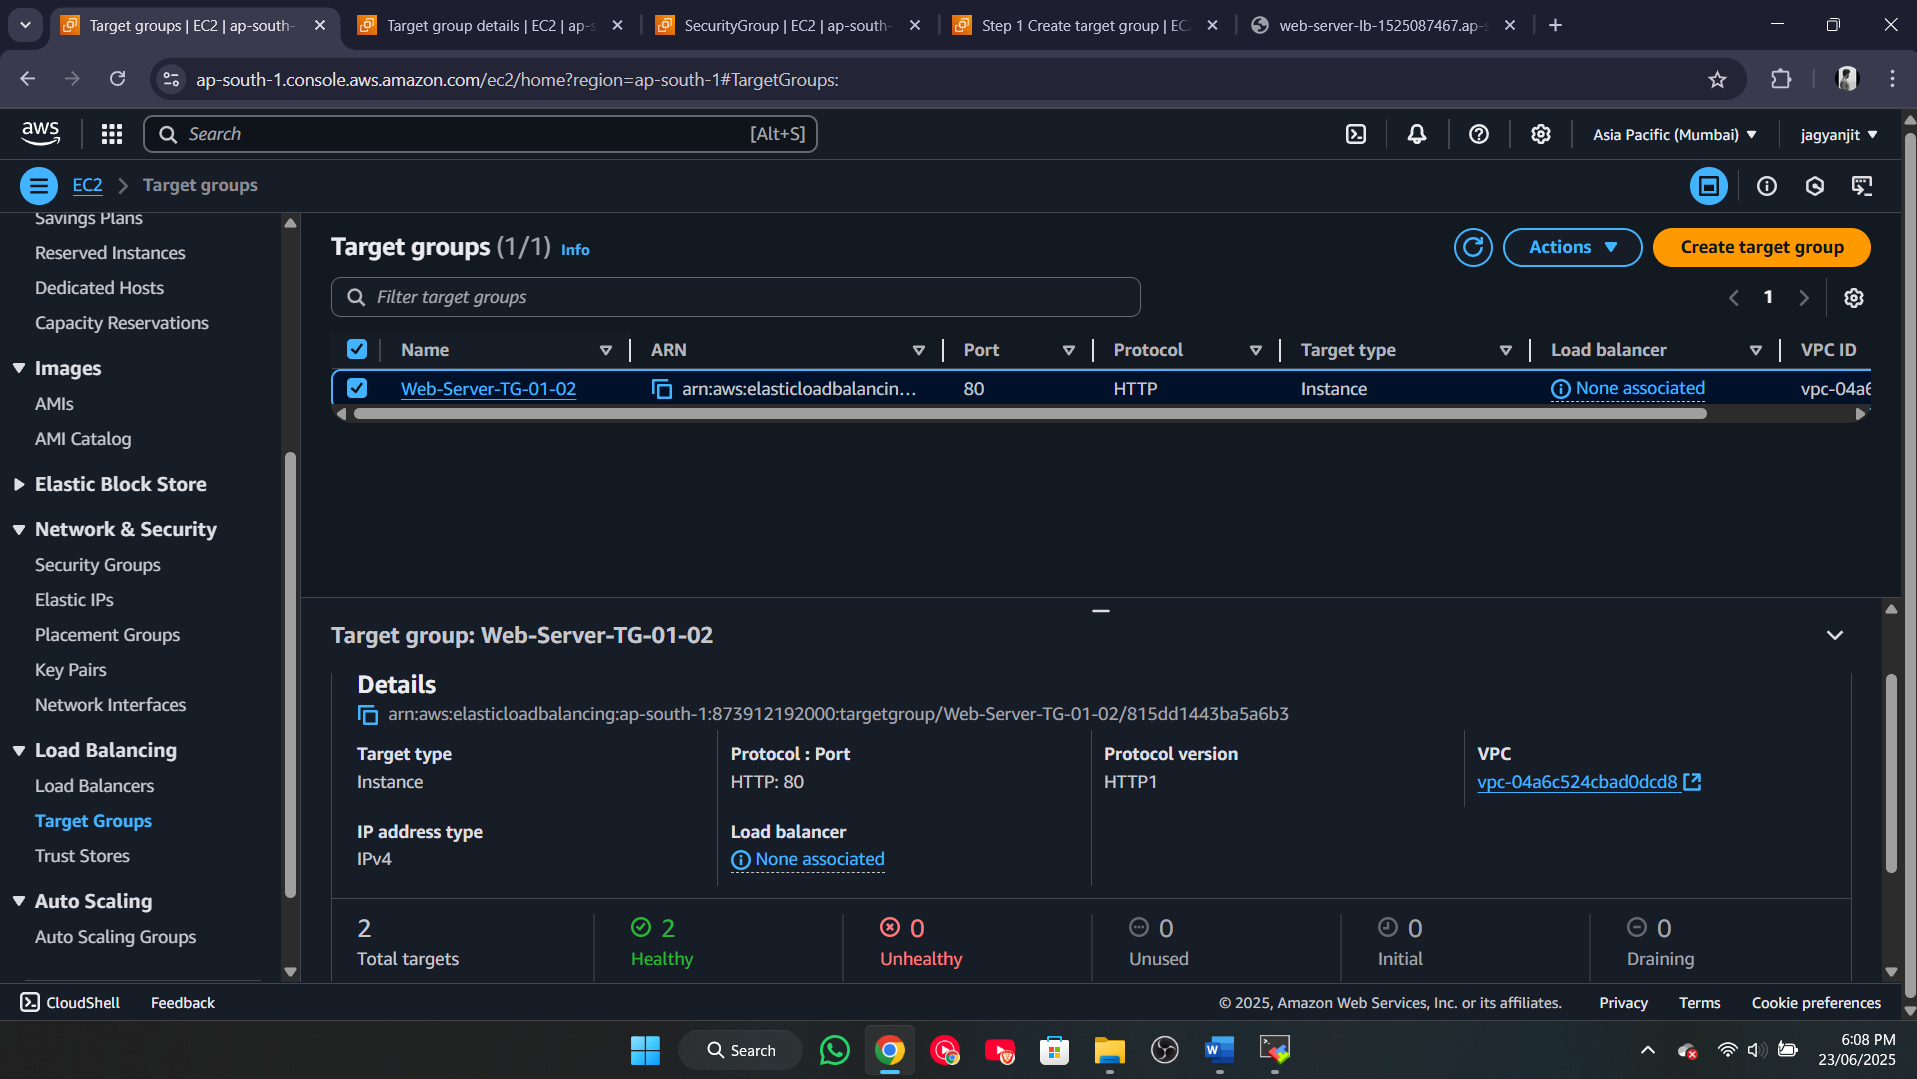 Target groups | EC2 | ap-south-
Target group details | EC2 | ap-s
SecurityGroup | EC2 | ap-south-
Step 1 Create target group | EC2
web-server-lb-1525087467.ap-s
ap-south-1.console.aws.amazon.com/ec2/home?region=ap-south-1#TargetGroups:
aws
Search
[Alt+S]
Asia Pacific (Mumbai)
jagyanjit
EC2
Target groups
Savings Plans
Reserved Instances
Dedicated Hosts
Capacity Reservations
Images
AMIs
AMI Catalog
Elastic Block Store
Network & Security
Security Groups
Elastic IPs
Placement Groups
Key Pairs
Network Interfaces
Load Balancing
Load Balancers
Target Groups
Trust Stores
Auto Scaling
Auto Scaling Groups
Target groups (1/1) Info
Actions
Create target group
Filter target groups
1
Name ARN Port Protocol Target type Load balancer VPC ID
Web-Server-TG-01-02 arn:aws:elasticloadbalancin... 80 HTTP Instance None associated vpc-04a6
Target group: Web-Server-TG-01-02
Details
arn:aws:elasticloadbalancing:ap-south-1:873912192000:targetgroup/Web-Server-TG-01-02/815dd1443ba5a6b3
Target type
Instance
Protocol : Port
HTTP: 80
Protocol version
HTTP1
VPC
vpc-04a6c524cbad0dcd8
IP address type
IPv4
Load balancer
None associated
2
Total targets
2
Healthy
0
Unhealthy
0
Unused
0
Initial
0
Draining
CloudShell
Feedback
© 2025, Amazon Web Services, Inc. or its affiliates.
Privacy
Terms
Cookie preferences
Search
6:08 PM
23/06/2025